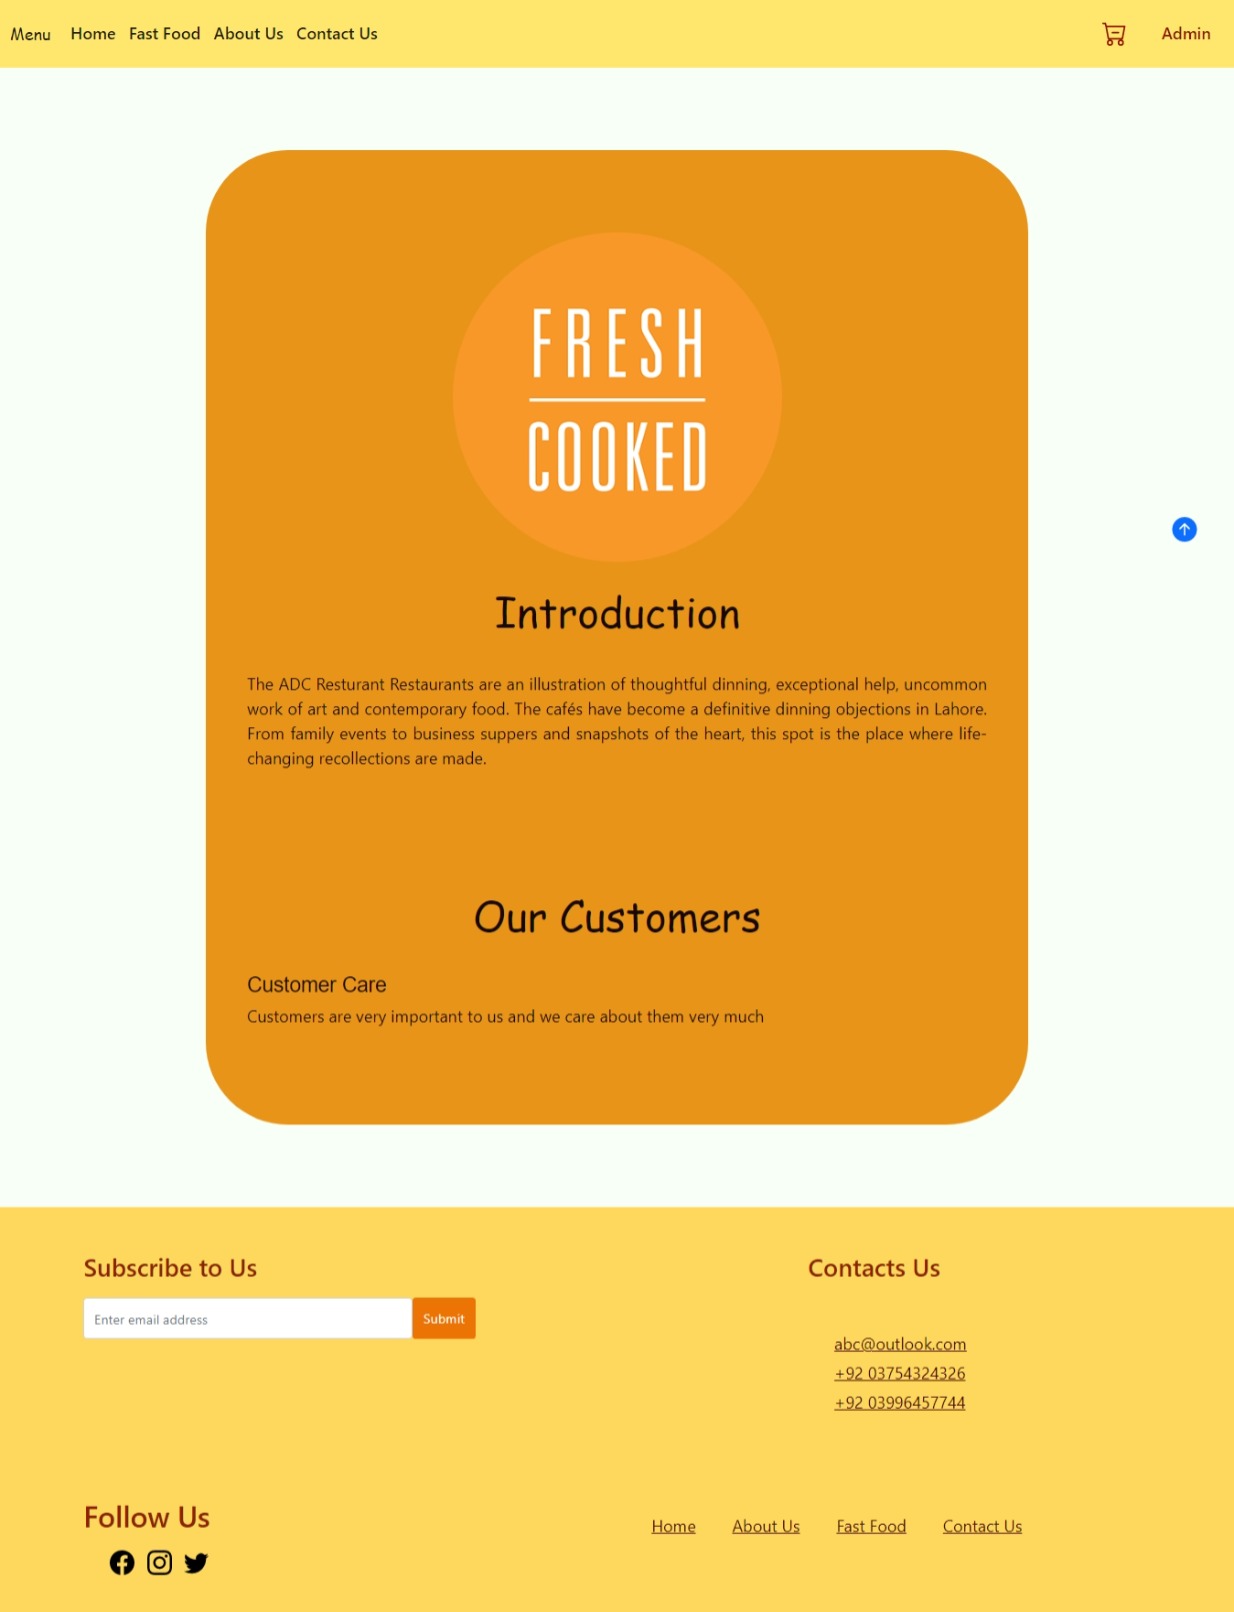 Menu Home Fast Food About Us Contact Us Admin
FRESH
COOKED
Introduction
The ADC Resturant Restaurants are an illustration of thoughtful dinning, exceptional help, uncommon
work of art and contemporary food. The cafés have become a definitive dinning objections in Lahore.
From family events to business suppers and snapshots of the heart, this spot is the place where life-
changing recollections are made.
Our Customers
Customer Care
Customers are very important to us and we care about them very much
Subscribe to Us
Enter email address Submit
Contacts Us
abc@outlook.com
+92 03754324326
+92 03996457744
Follow Us
Home About Us Fast Food Contact Us